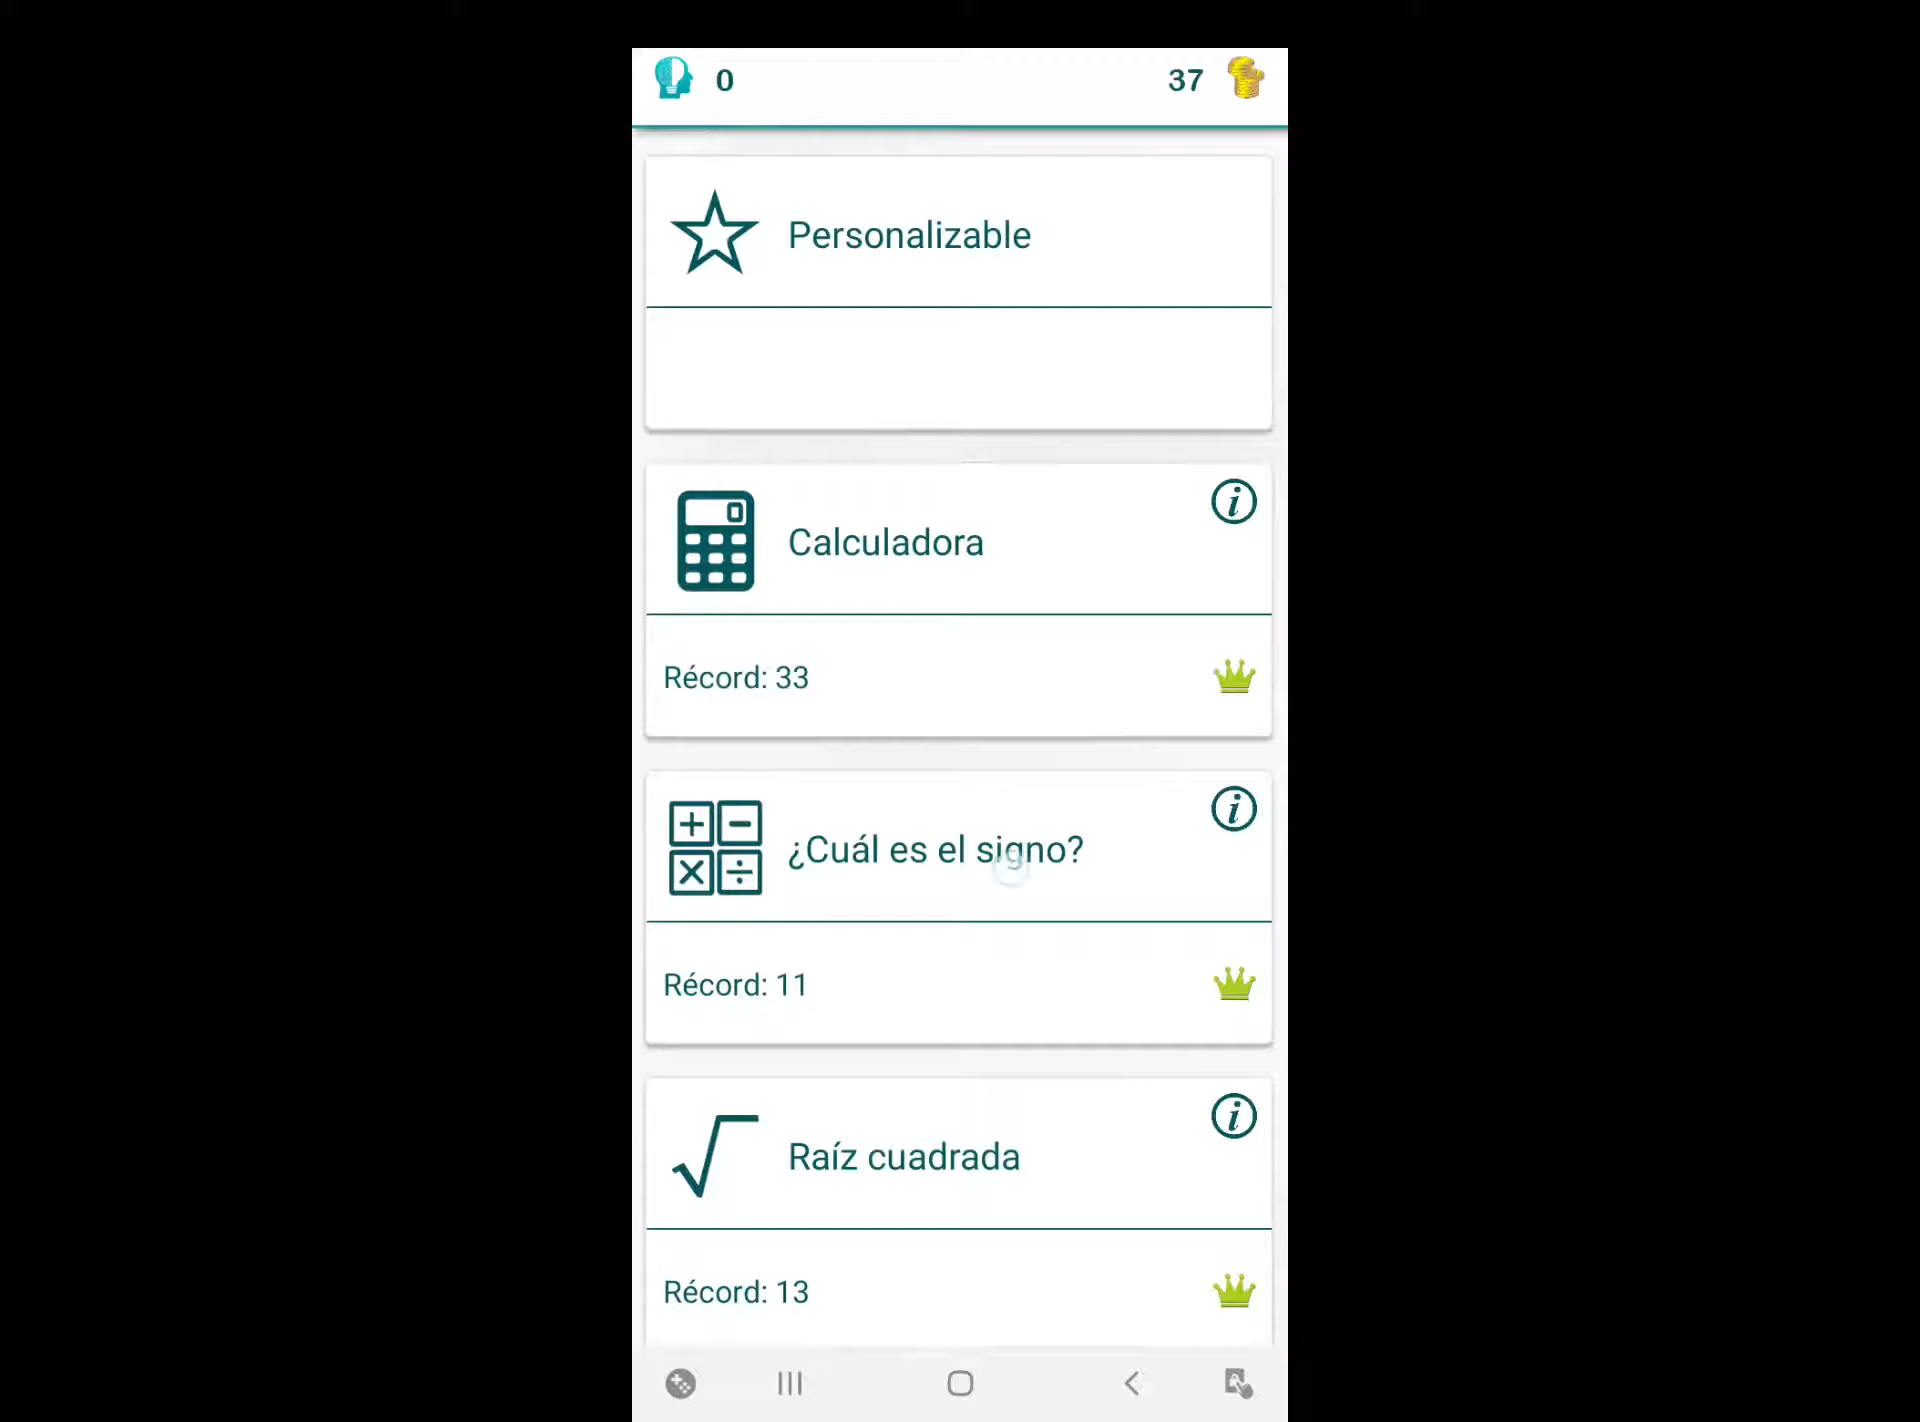 0 37
Personalizable
Calculadora
Récord: 33
¿Cuál es el signo?
Récord: 11
Raíz cuadrada
Récord: 13